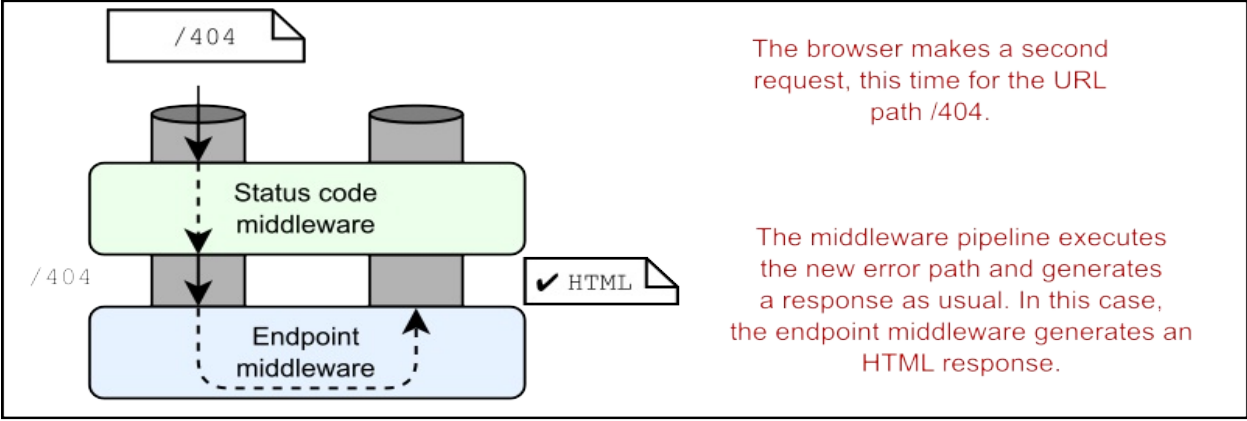 /404
The browser makes a second
request, this time for the URL
path /404.
Status code
middleware
/404
✔ HTML
The middleware pipeline executes
the new error path and generates
a response as usual. In this case,
the endpoint middleware generates an
HTML response.
Endpoint
middleware